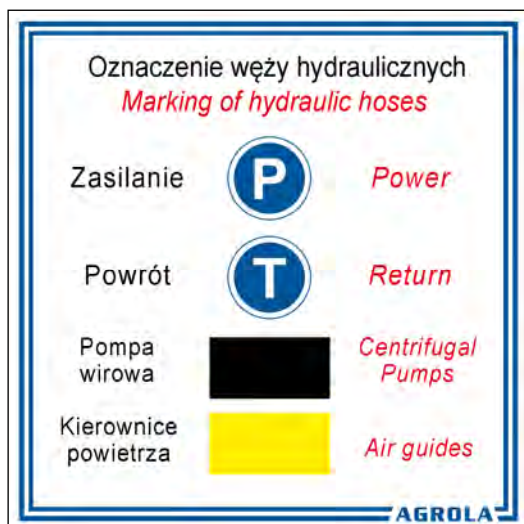 Oznaczenie węży hydraulicznych
Marking of hydraulic hoses
Zasilanie P Power
Powrót T Return
Pompa wirowa Centrifugal Pumps
Kierownice powietrza Air guides
AGROLA